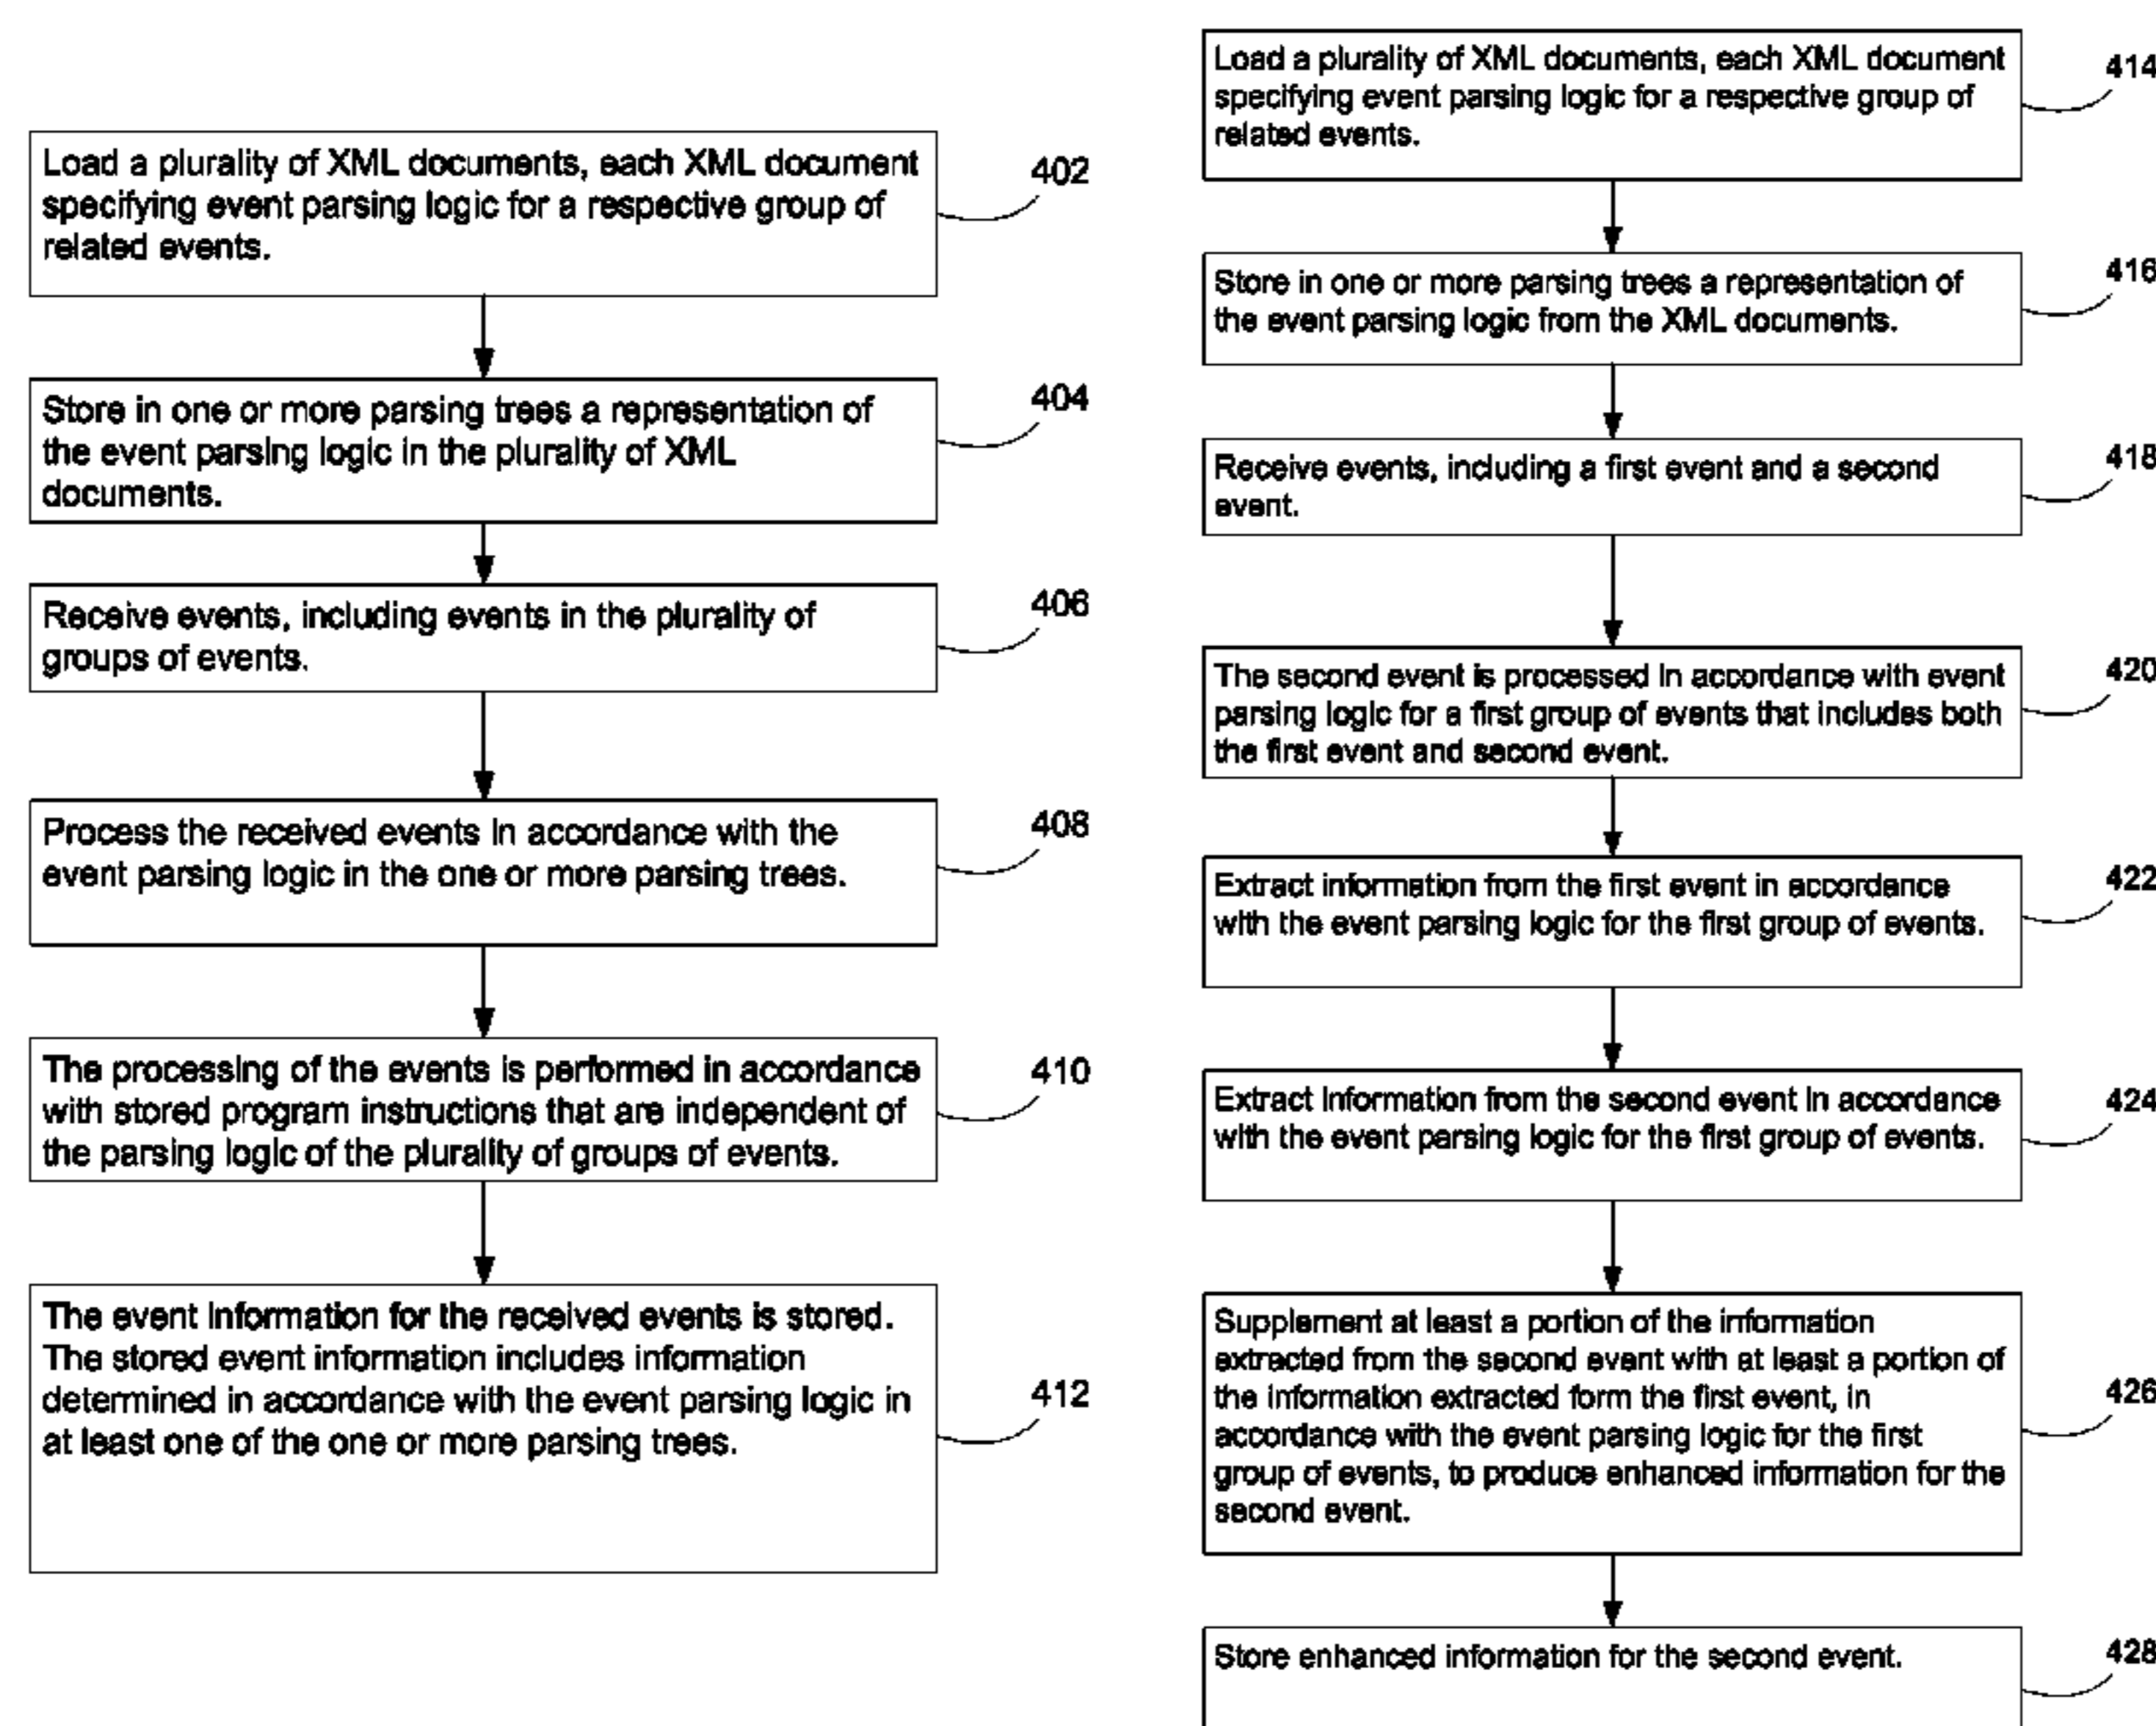 Load a plurality of XML documents, each XML document
specifying event parsing logic for a respective group of
related events.
402
Store in one or more parsing trees a representation of
the event parsing logic in the plurality of XML
documents.
404
Receive events, including events in the plurality of
groups of events.
406
Process the received events in accordance with the
event parsing logic in the one or more parsing trees.
408
The processing of the events is performed in accordance
with stored program instructions that are independent of
the parsing logic of the plurality of groups of events.
410
The event information for the received events is stored.
The stored event information includes information
determined in accordance with the event parsing logic in
at least one of the one or more parsing trees.
412
Load a plurality of XML documents, each XML document
specifying event parsing logic for a respective group of
related events.
414
Store in one or more parsing trees a representation of
the event parsing logic from the XML documents.
416
Receive events, including a first event and a second
event.
418
The second event is processed in accordance with event
parsing logic for a first group of events that includes both
the first event and second event.
420
Extract information from the first event in accordance
with the event parsing logic for the first group of events.
422
Extract information from the second event in accordance
with the event parsing logic for the first group of events.
424
Supplement at least a portion of the information
extracted from the second event with at least a portion of
the information extracted form the first event, in
accordance with the event parsing logic for the first
group of events, to produce enhanced information for the
second event.
426
Store enhanced information for the second event.
428